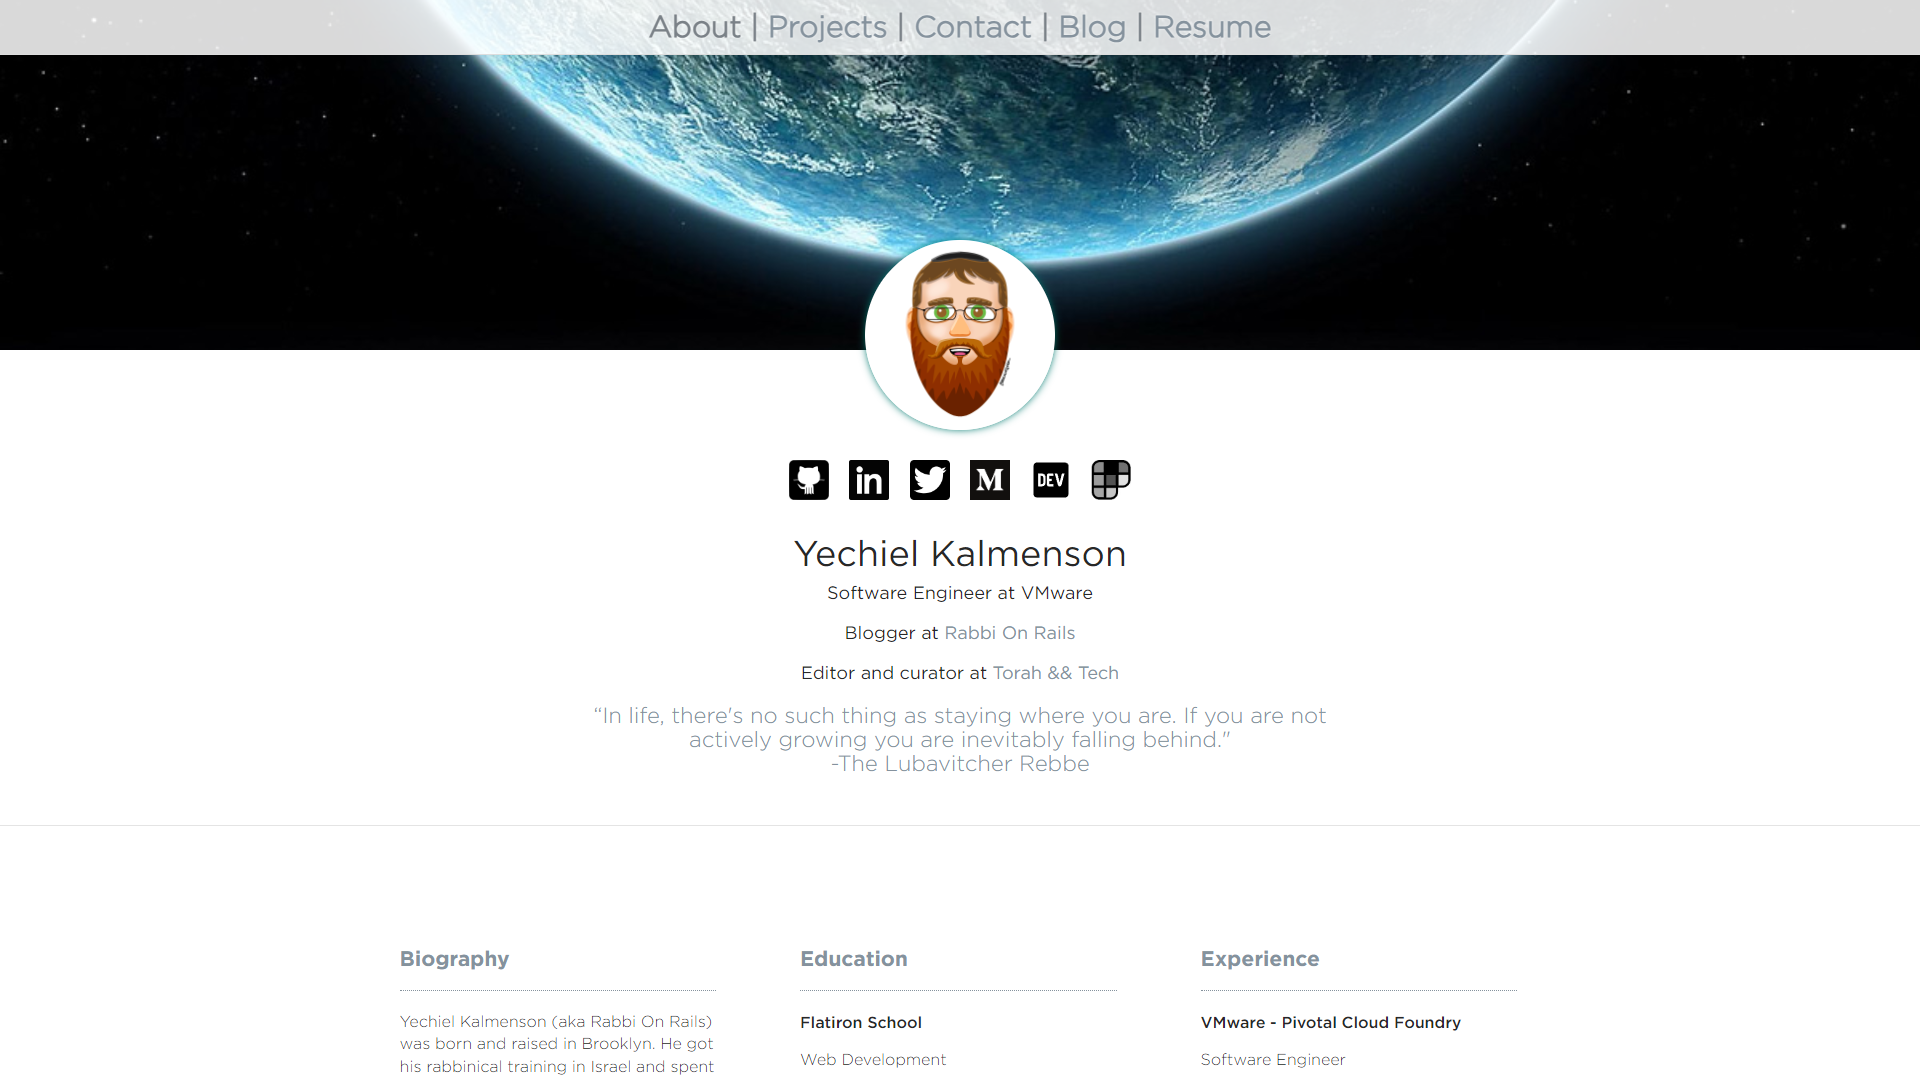 About | Projects | Contact | Blog | Resume
in
M
DEV
Yechiel Kalmenson
Software Engineer at VMware
Blogger at Rabbi On Rails
Editor and curator at Torah && Tech
“In life, there's no such thing as staying where you are. If you are not
actively growing you are inevitably falling behind."
-The Lubavitcher Rebbe
Biography
Yechiel Kalmenson (aka Rabbi On Rails)
was born and raised in Brooklyn. He got
his rabbinical training in Israel and spent
Education
Flatiron School
Web Development
Experience
VMware - Pivotal Cloud Foundry
Software Engineer